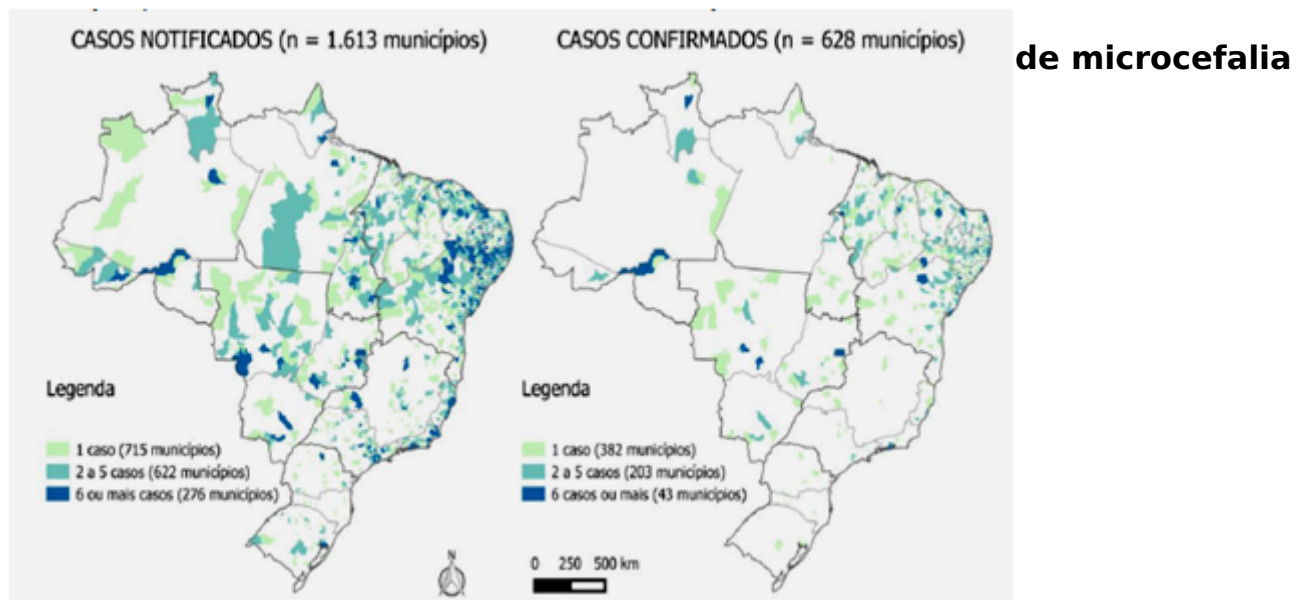 CASOS NOTIFICADOS (n = 1.613 municípios)
CASOS CONFIRMADOS (n = 628 municípios)
de microcefalia
Legenda
1 caso (715 municípios)
2 a 5 casos (622 municípios)
6 ou mais casos (276 municípios)
Legenda
1 caso (382 municípios)
2 a 5 casos (203 municípios)
6 casos ou mais (43 municípios)
N
0 250 500 km